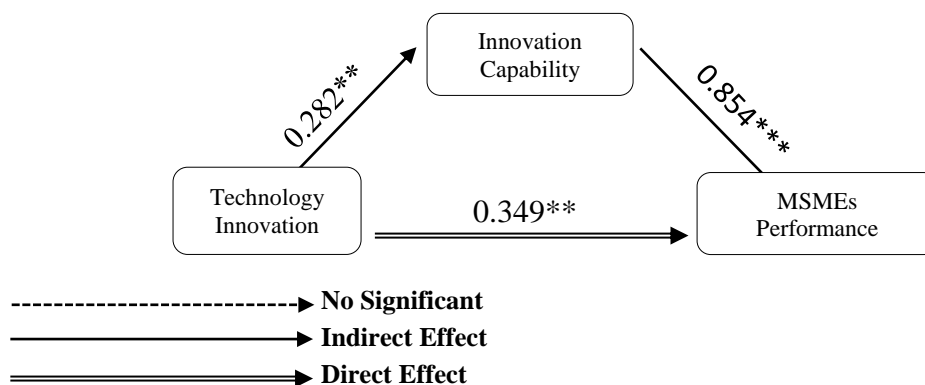 Innovation
Capability
0.282**
0.854***
Technology
Innovation
0.349**
MSMEs
Performance
No Significant
Indirect Effect
Direct Effect